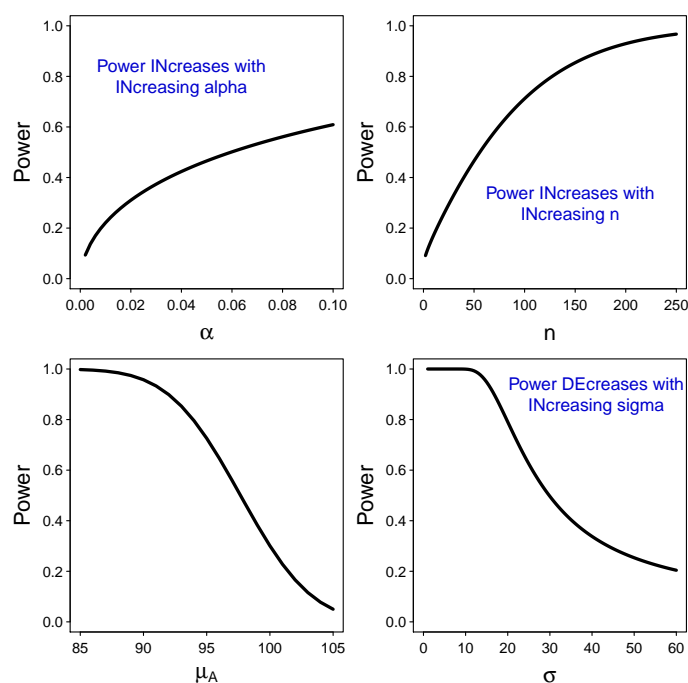 1.0
0.8
0.6
0.4
0.2
0.0
Power
Power INcreases with
INcreasing alpha
0.00 0.02 0.04 0.06 0.08 0.10
α
1.0
0.8
0.6
0.4
0.2
0.0
Power
Power INcreases with
INcreasing n
0 50 100 150 200 250
n
1.0
0.8
0.6
0.4
0.2
0.0
Power
85 90 95 100 105
μA
1.0
0.8
0.6
0.4
0.2
0.0
Power
Power DEcreases with
INcreasing sigma
0 10 20 30 40 50 60
σ